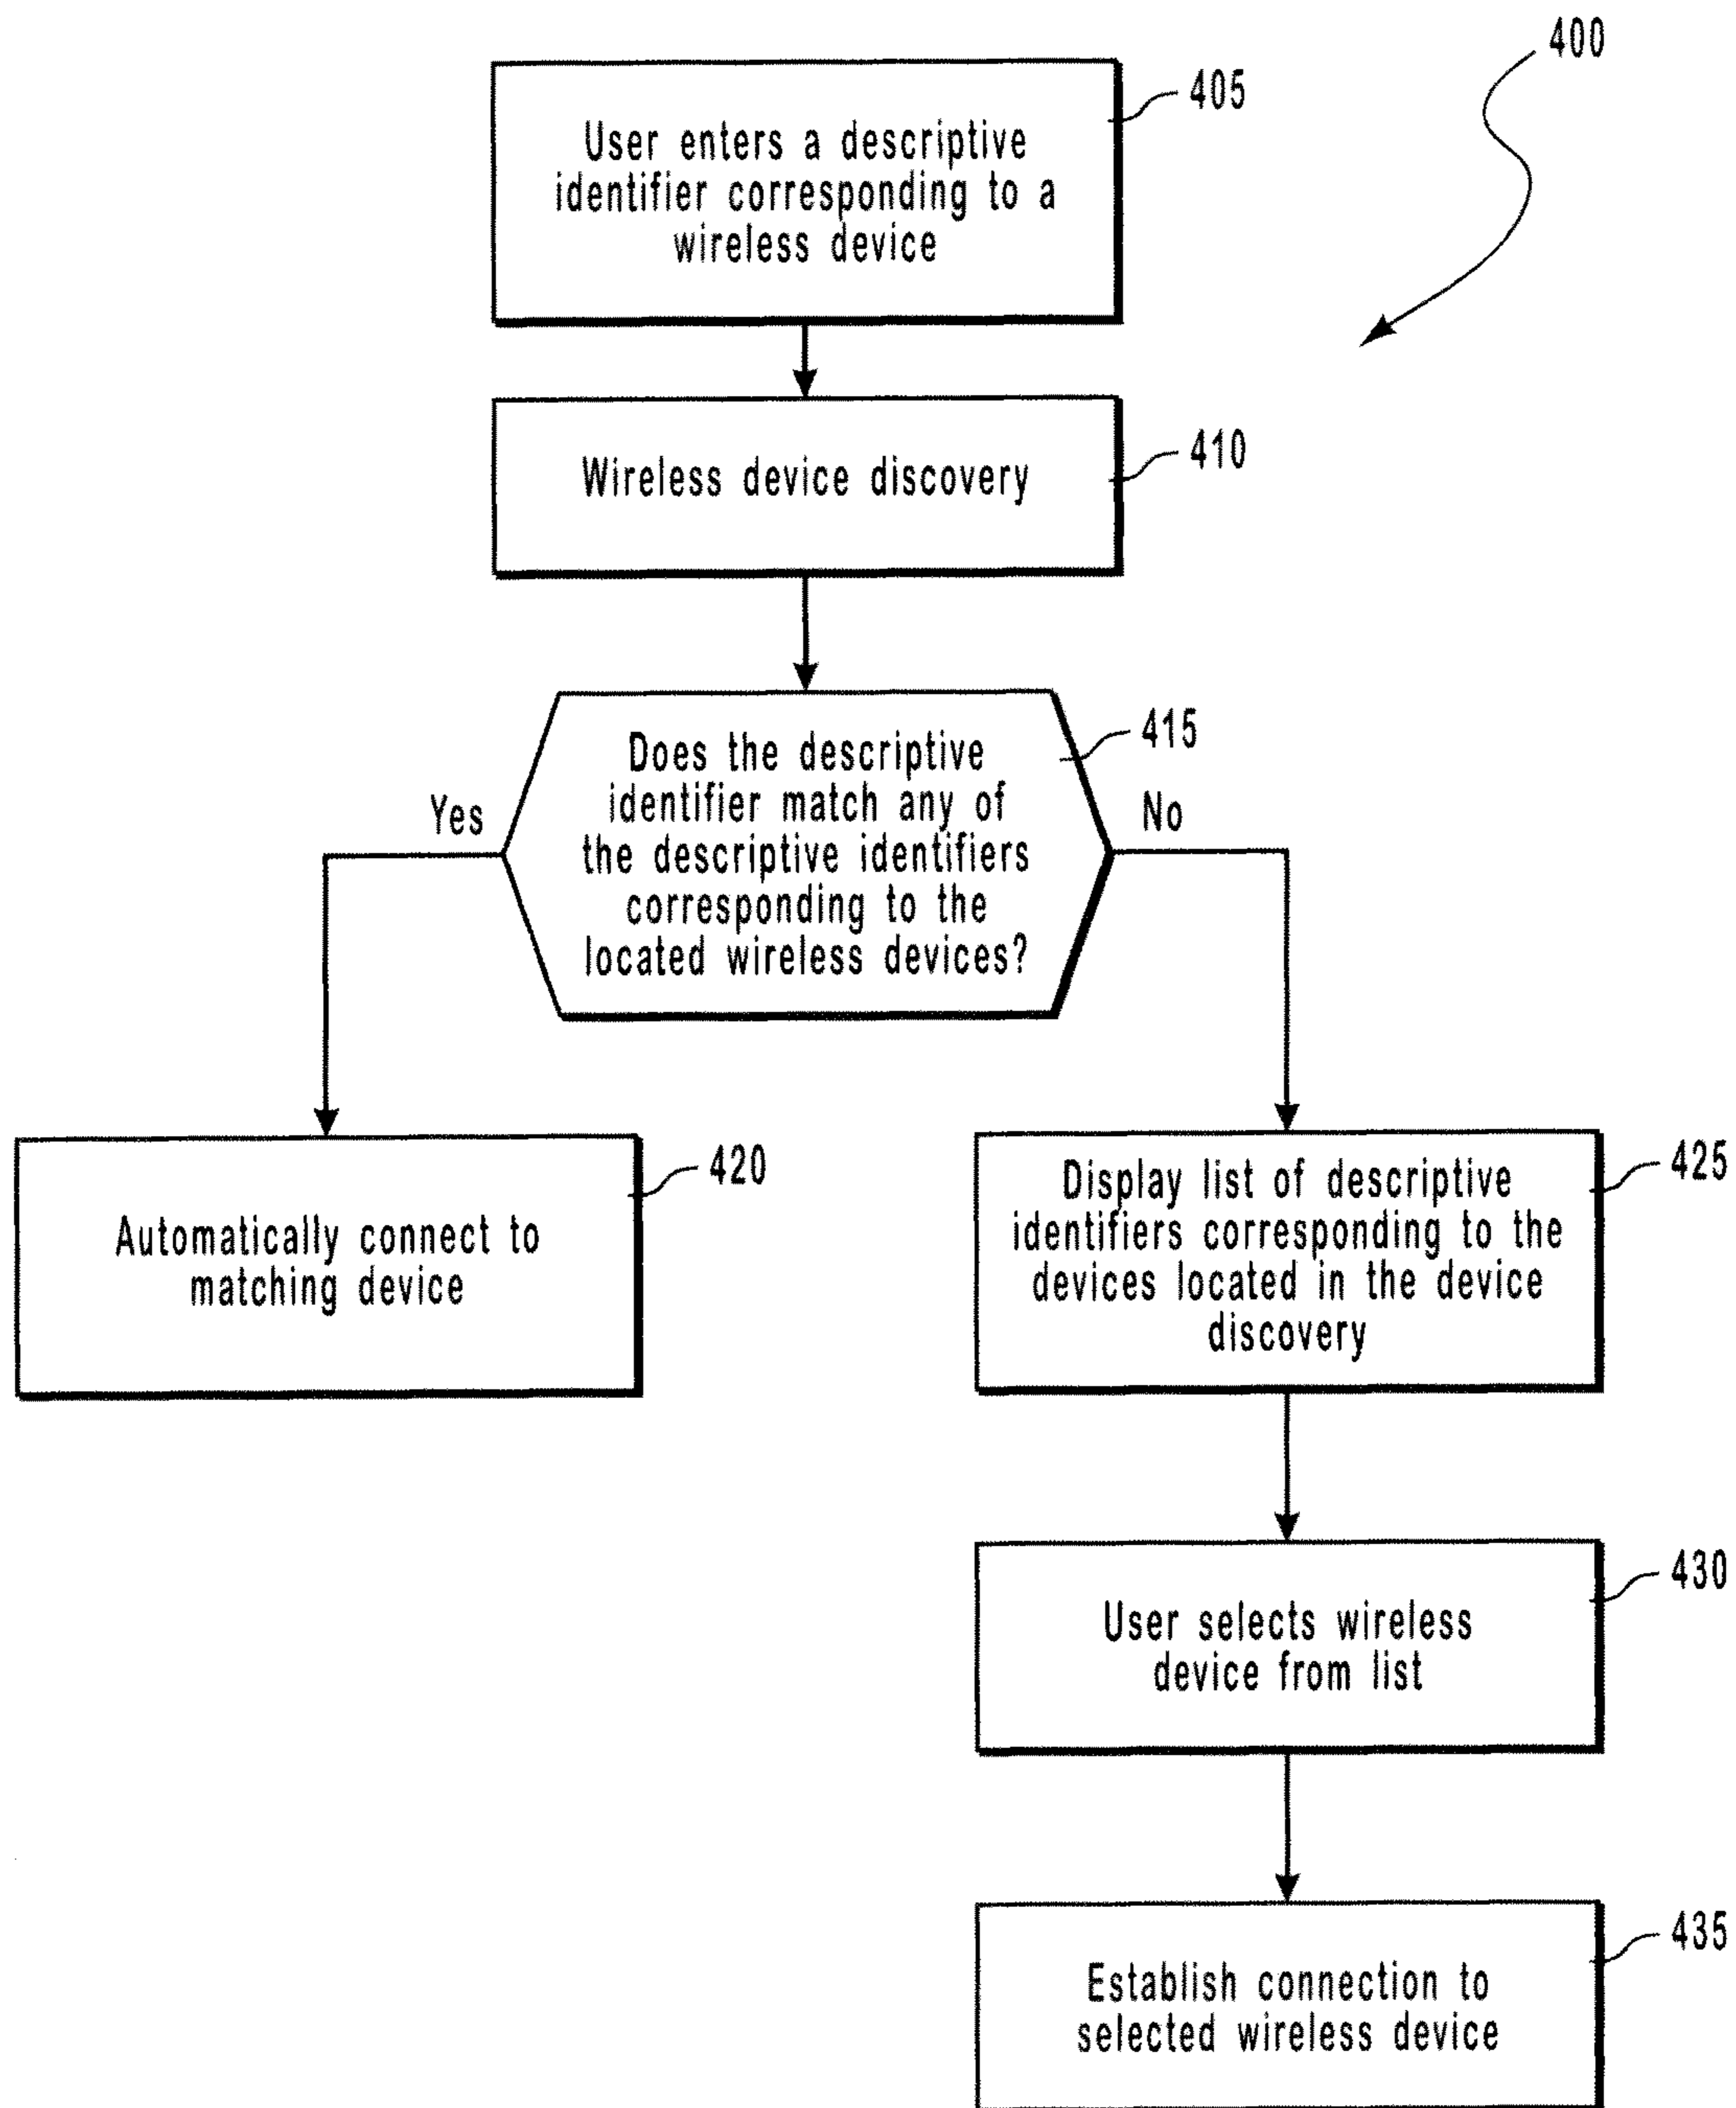 400
405
User enters a descriptive
identifier corresponding to a
wireless device
410
Wireless device discovery
415
Does the descriptive
identifier match any of
the descriptive identifiers
corresponding to the
located wireless devices?
Yes
No
420
Automatically connect to
matching device
425
Display list of descriptive
identifiers corresponding to the
devices located in the device
discovery
430
User selects wireless
device from list
435
Establish connection to
selected wireless device